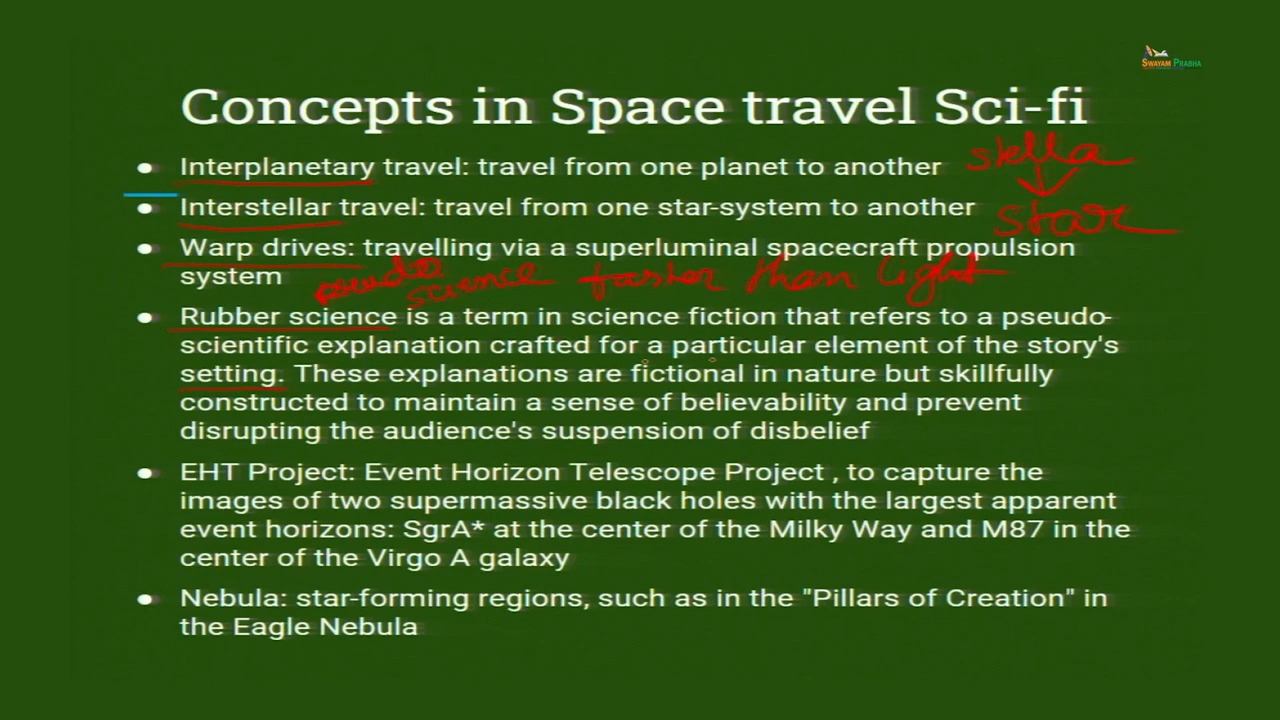 SWAYAM PRABHA
Concepts in Space travel Sci-fi
● Interplanetary travel: travel from one planet to another
stella
● Interstellar travel: travel from one star-system to another
star
● Warp drives: travelling via a superluminal spacecraft propulsion
system
pseudo science faster than light
● Rubber science is a term in science fiction that refers to a pseudo-
scientific explanation crafted for a particular element of the story's
setting. These explanations are fictional in nature but skillfully
constructed to maintain a sense of believability and prevent
disrupting the audience's suspension of disbelief
● EHT Project: Event Horizon Telescope Project , to capture the
images of two supermassive black holes with the largest apparent
event horizons: SgrA* at the center of the Milky Way and M87 in the
center of the Virgo A galaxy
● Nebula: star-forming regions, such as in the "Pillars of Creation" in
the Eagle Nebula